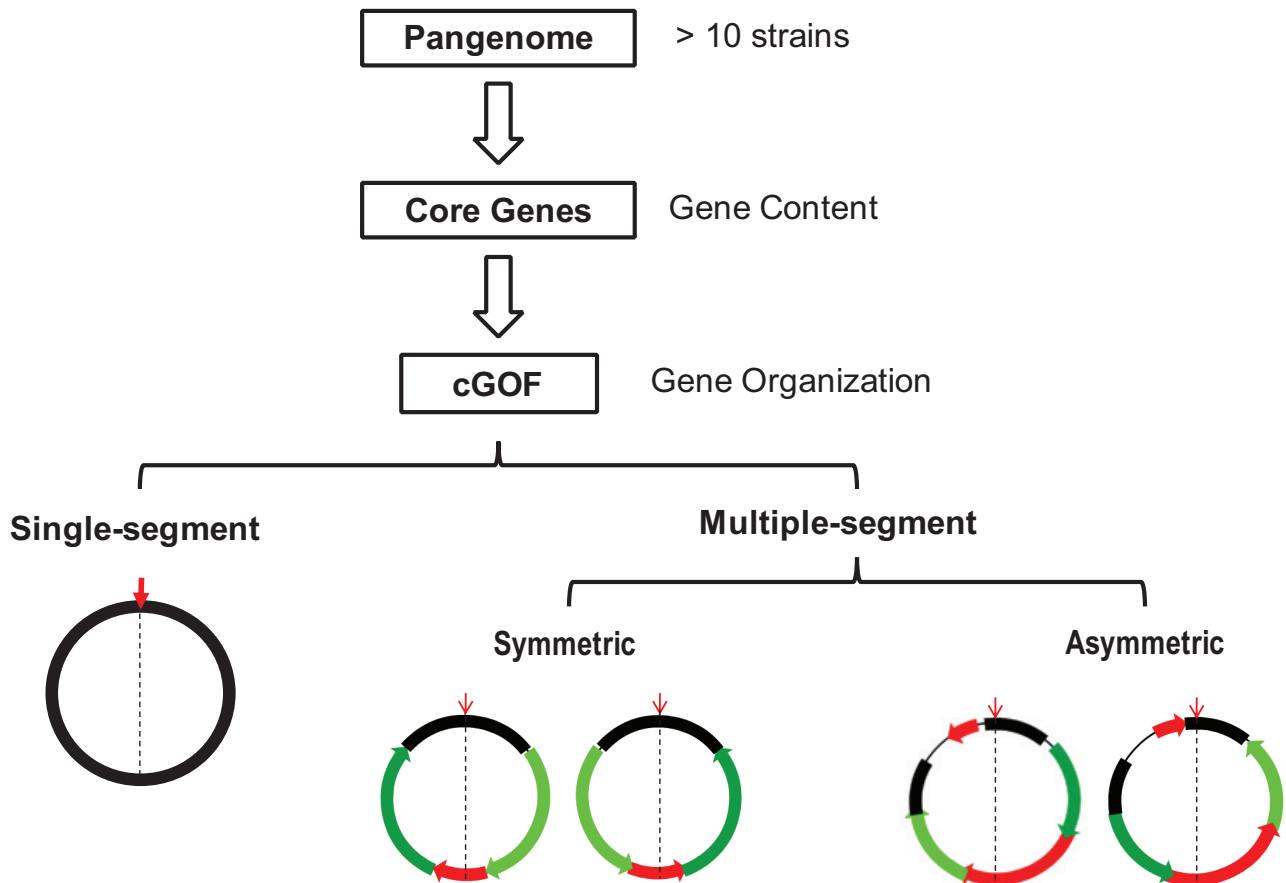 Pangenome
> 10 strains
Core Genes
Gene Content
cGOF
Gene Organization
Single-segment
Multiple-segment
Symmetric
Asymmetric